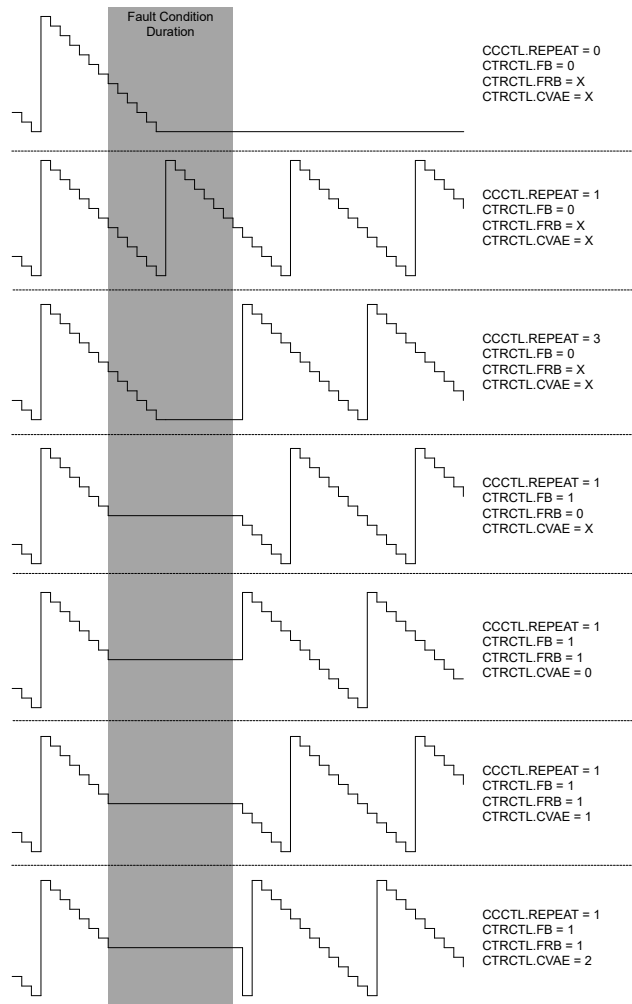 Fault Condition
Duration
CCCTL.REPEAT = 0
CTRCTL.FB = 0
CTRCTL.FRB = X
CTRCTL.CVAE = X
CCCTL.REPEAT = 1
CTRCTL.FB = 0
CTRCTL.FRB = X
CTRCTL.CVAE = X
CCCTL.REPEAT = 3
CTRCTL.FB = 0
CTRCTL.FRB = X
CTRCTL.CVAE = X
CCCTL.REPEAT = 1
CTRCTL.FB = 1
CTRCTL.FRB = 0
CTRCTL.CVAE = X
CCCTL.REPEAT = 1
CTRCTL.FB = 1
CTRCTL.FRB = 1
CTRCTL.CVAE = 0
CCCTL.REPEAT = 1
CTRCTL.FB = 1
CTRCTL.FRB = 1
CTRCTL.CVAE = 1
CCCTL.REPEAT = 1
CTRCTL.FB = 1
CTRCTL.FRB = 1
CTRCTL.CVAE = 2